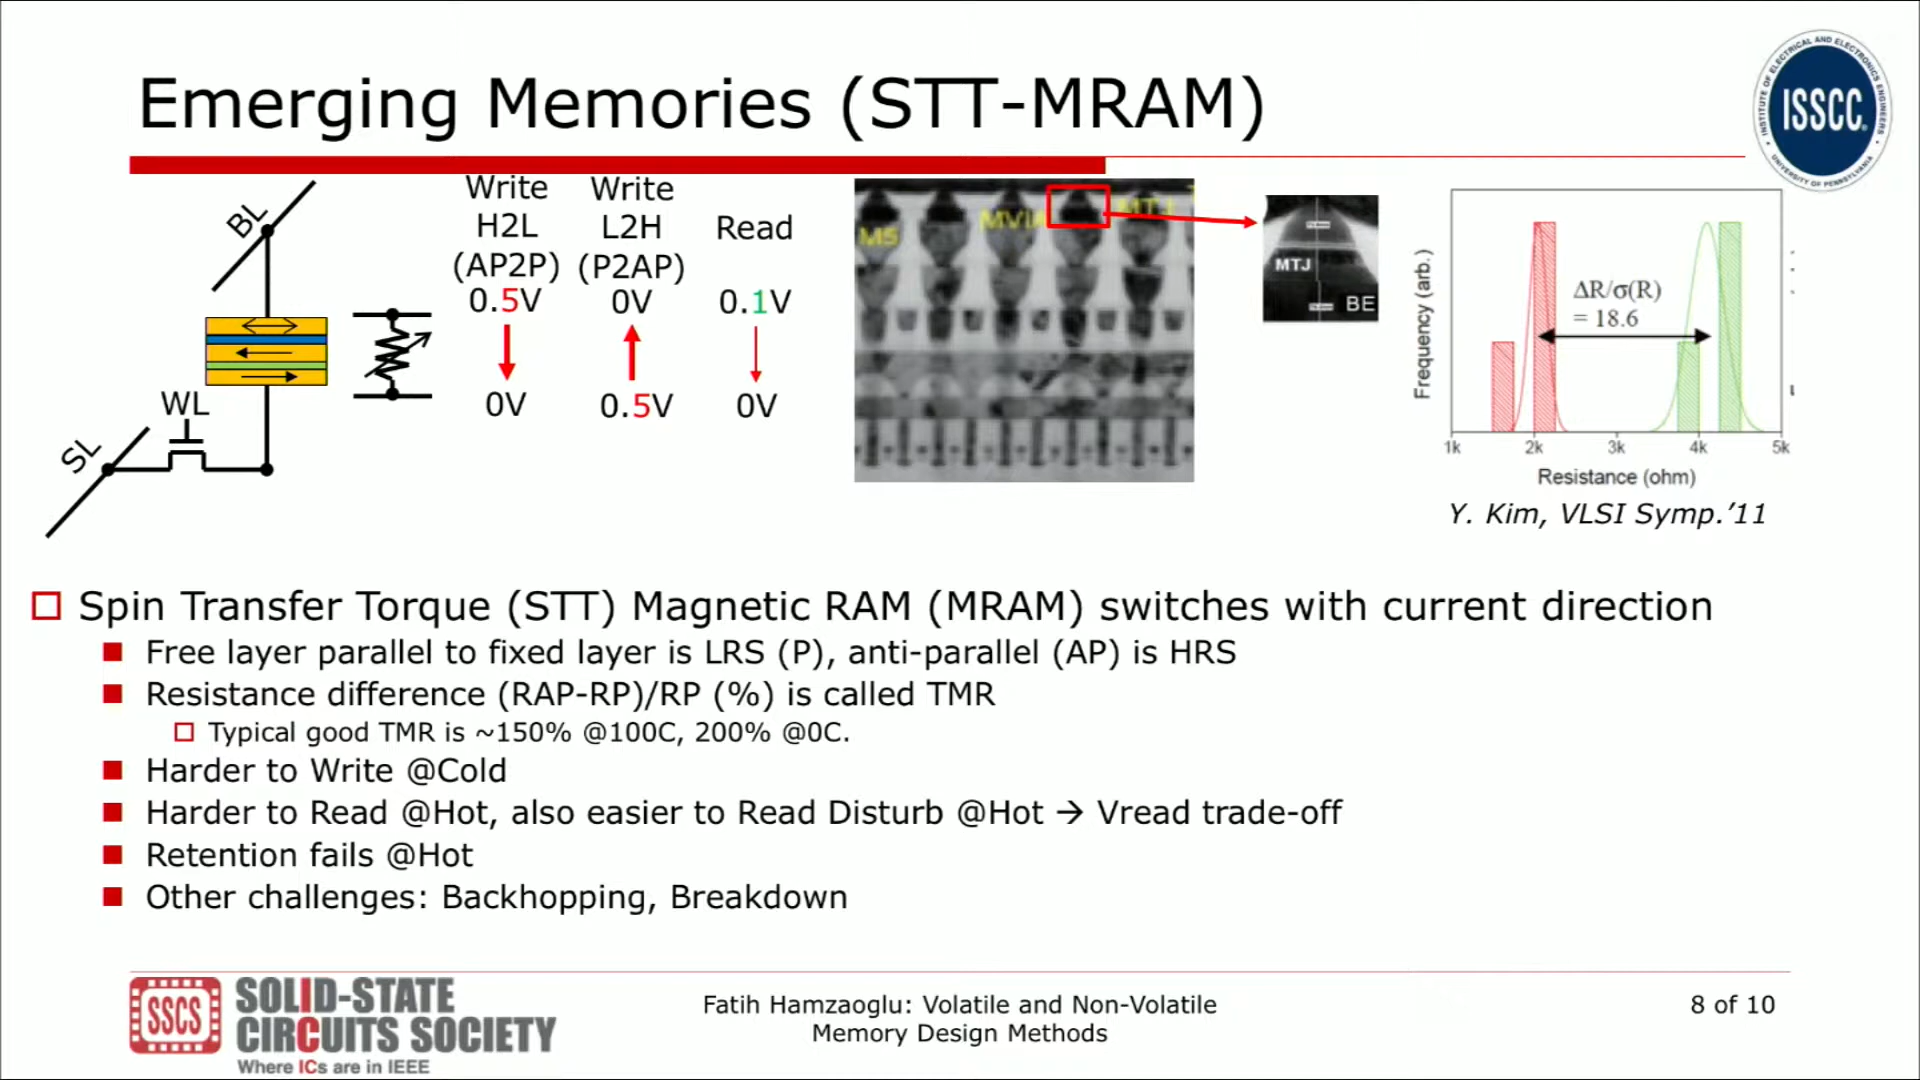 Emerging Memories (STT-MRAM)
INSTITUTE OF ELECTRICAL AND ELECTRONICS ENGINEERS
ISSCC
UNIVERSITY OF PENNSYLVANIA
BL
WL
SL
Write
H2L
(AP2P)
0.5V
0V
Write
L2H
(P2AP)
0V
0.5V
Read
0.1V
0V
MVIA
MTJ
M5
MTJ
BE
Frequency (arb.)
ΔR/σ(R)
= 18.6
1k 2k 3k 4k 5k
Resistance (ohm)
Y. Kim, VLSI Symp.’11
Spin Transfer Torque (STT) Magnetic RAM (MRAM) switches with current direction
Free layer parallel to fixed layer is LRS (P), anti-parallel (AP) is HRS
Resistance difference (RAP-RP)/RP (%) is called TMR
Typical good TMR is ~150% @100C, 200% @0C.
Harder to Write @Cold
Harder to Read @Hot, also easier to Read Disturb @Hot → Vread trade-off
Retention fails @Hot
Other challenges: Backhopping, Breakdown
SSCS
SOLID-STATE
CIRCUITS SOCIETY
Where ICs are in IEEE
Fatih Hamzaoglu: Volatile and Non-Volatile
Memory Design Methods
8 of 10